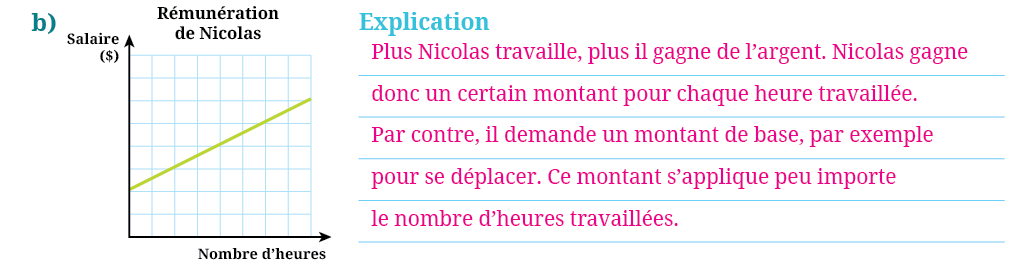 b)
Rémunération
de Nicolas
Salaire
($)
Nombre d’heures
Explication
Plus Nicolas travaille, plus il gagne de l’argent. Nicolas gagne
donc un certain montant pour chaque heure travaillée.
Par contre, il demande un montant de base, par exemple
pour se déplacer. Ce montant s’applique peu importe
le nombre d’heures travaillées.